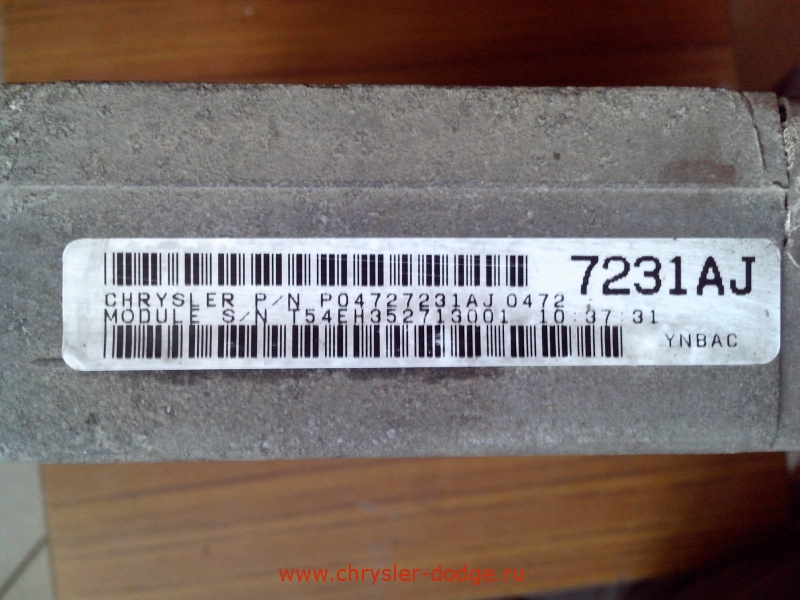 7231AJ
CHRYSLER P/N P04727231AJ 0472
MODULE S/N T54EH352713001 10:37:31
YNBAC
www.chrysler-dodge.ru